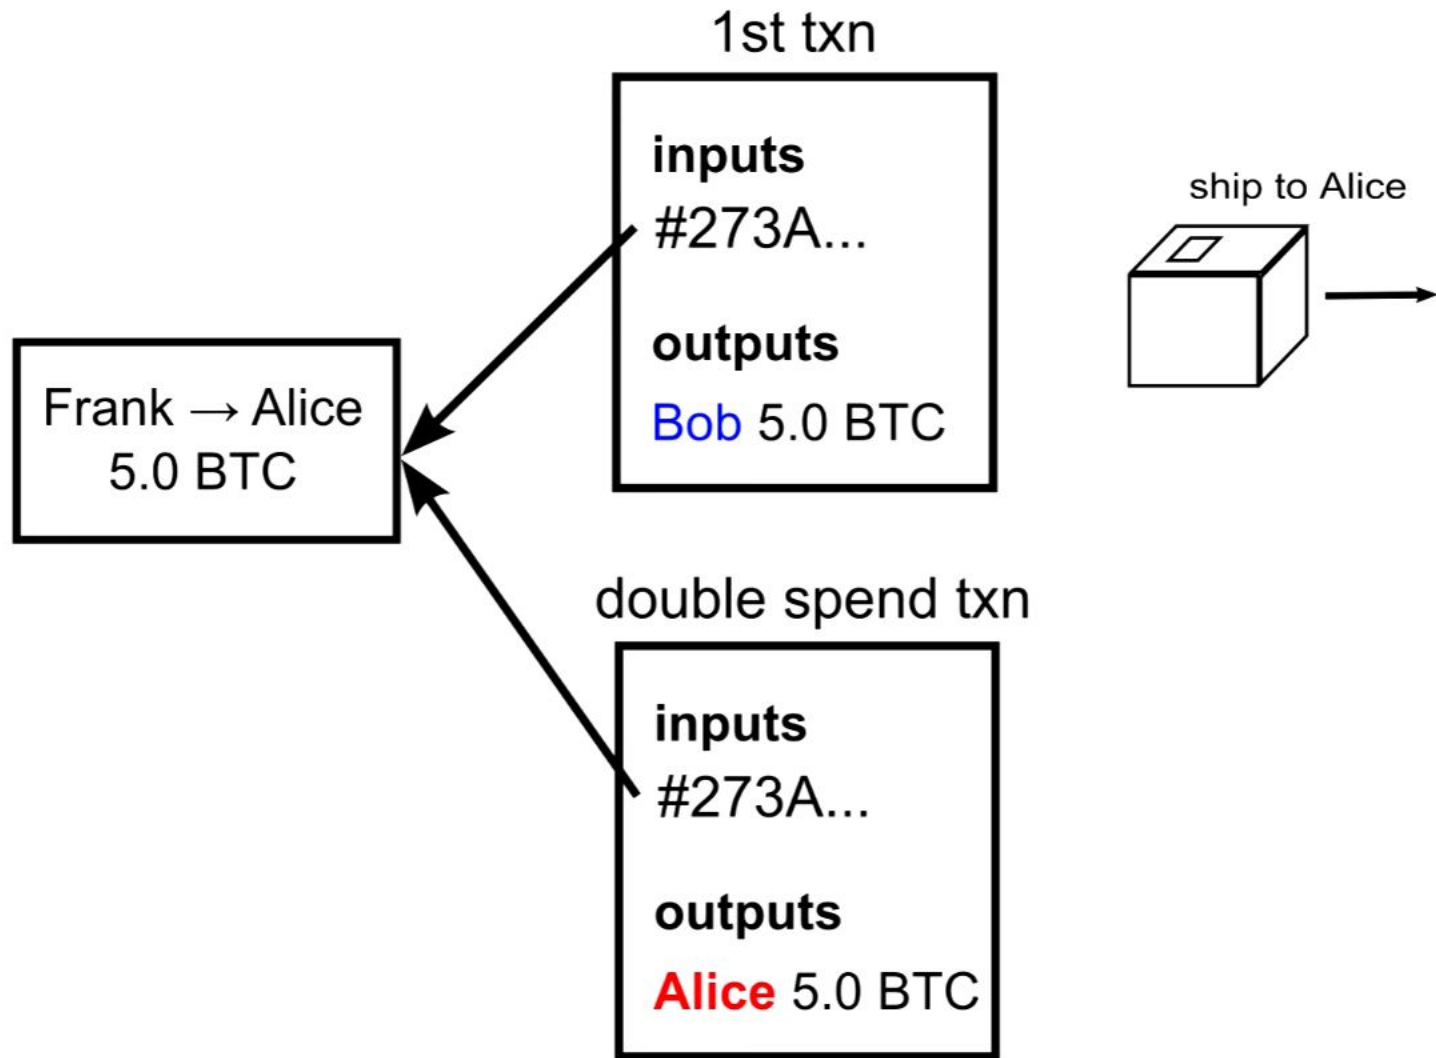 1st txn
inputs
#273A...
outputs
Bob 5.0 BTC
ship to Alice
Frank → Alice
5.0 BTC
double spend txn
inputs
#273A...
outputs
Alice 5.0 BTC